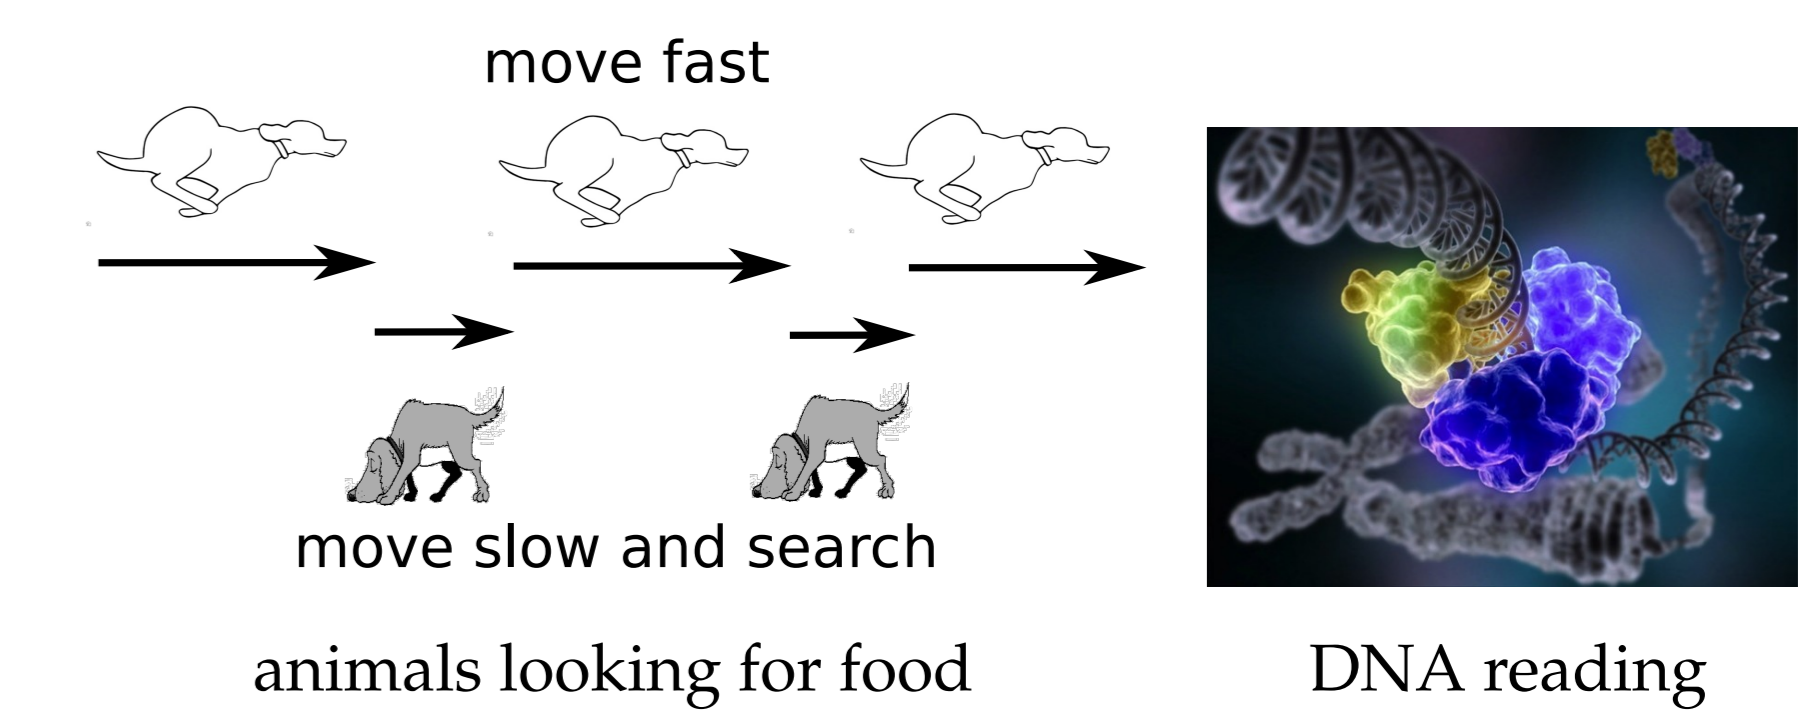 move fast
move slow and search
animals looking for food
DNA reading